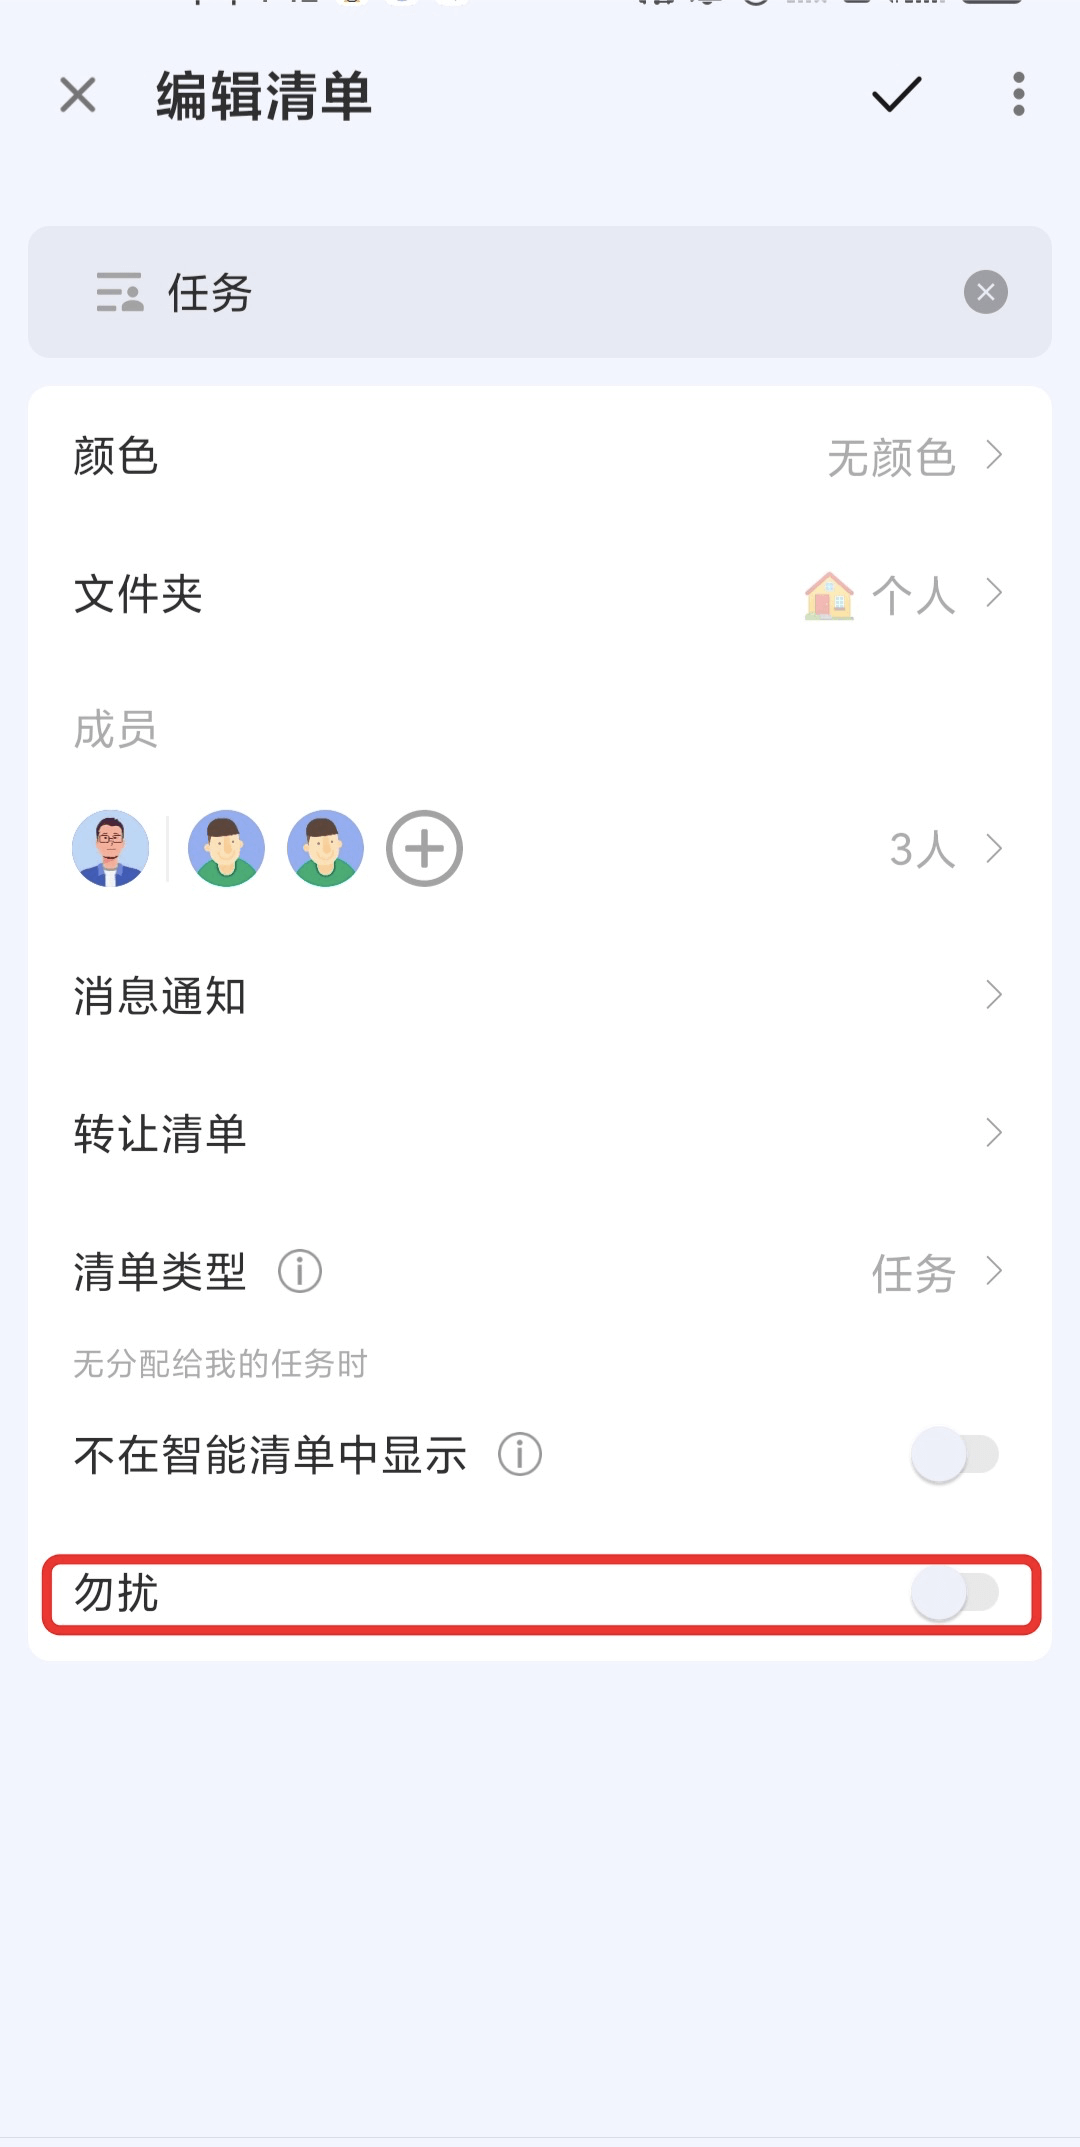 编辑清单
任务
颜色 无颜色
文件夹 个人
成员
3人
消息通知
转让清单
清单类型 任务
无分配给我的任务时
不在智能清单中显示
勿扰